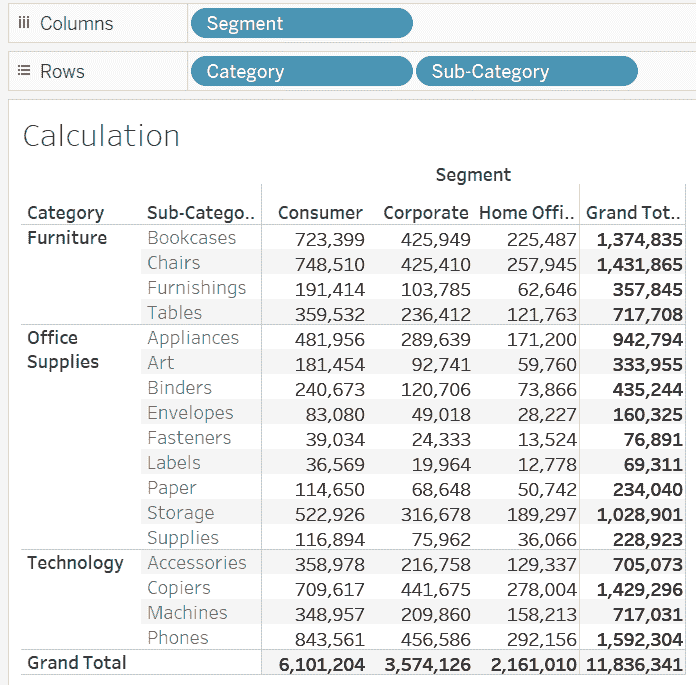 Columns Segment
Rows Category Sub-Category
Calculation
Segment
Category Sub-Catego.. Consumer Corporate Home Offi.. Grand Tot..
Furniture Bookcases 723,399 425,949 225,487 1,374,835
Chairs 748,510 425,410 257,945 1,431,865
Furnishings 191,414 103,785 62,646 357,845
Tables 359,532 236,412 121,763 717,708
Office Appliances 481,956 289,639 171,200 942,794
Supplies Art 181,454 92,741 59,760 333,955
Binders 240,673 120,706 73,866 435,244
Envelopes 83,080 49,018 28,227 160,325
Fasteners 39,034 24,333 13,524 76,891
Labels 36,569 19,964 12,778 69,311
Paper 114,650 68,648 50,742 234,040
Storage 522,926 316,678 189,297 1,028,901
Supplies 116,894 75,962 36,066 228,923
Technology Accessories 358,978 216,758 129,337 705,073
Copiers 709,617 441,675 278,004 1,429,296
Machines 348,957 209,860 158,213 717,031
Phones 843,561 456,586 292,156 1,592,304
Grand Total 6,101,204 3,574,126 2,161,010 11,836,341